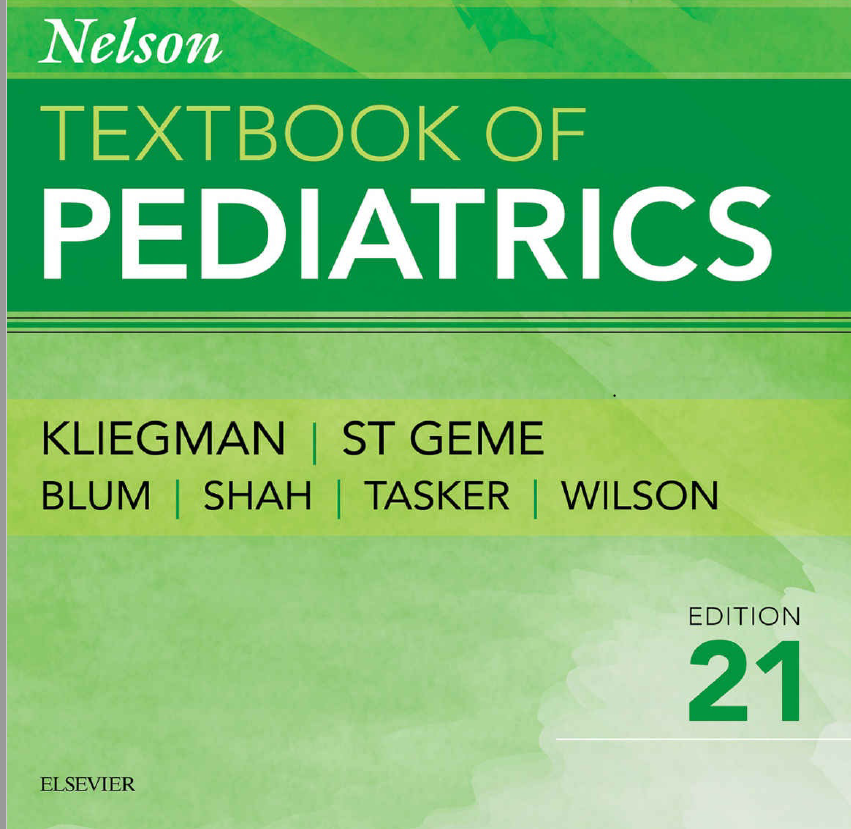 Nelson
TEXTBOOK OF
PEDIATRICS
KLIEGMAN | ST GEME
BLUM | SHAH | TASKER | WILSON
EDITION
21
ELSEVIER